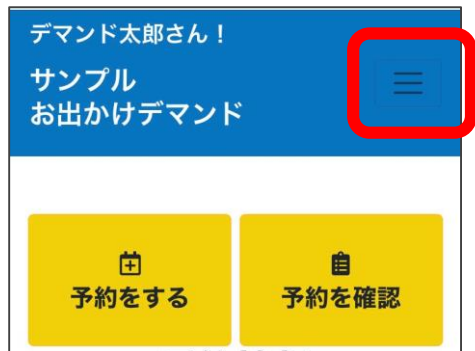 デマンド太郎さん！
サンプル
お出かけデマンド
予約をする
予約を確認